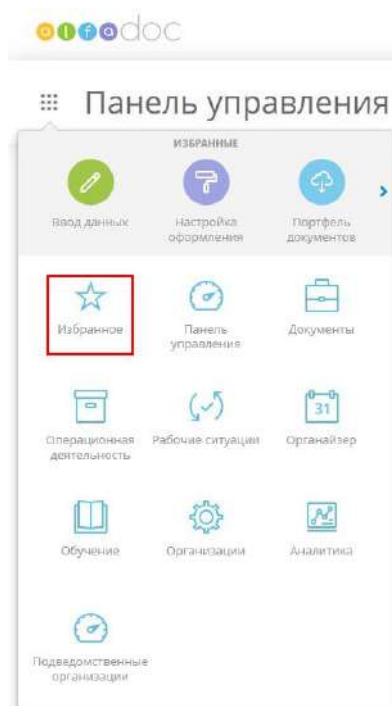 alfadoc
Панель управления
ИЗБРАННЫЕ
Ввод данных
Настройка
оформления
Портфель
документов
Избранное
Панель
управления
Документы
Операционная
деятельность
Рабочие ситуации
31
Органайзер
Обучение
Организации
Аналитика
Подведомственные
организации